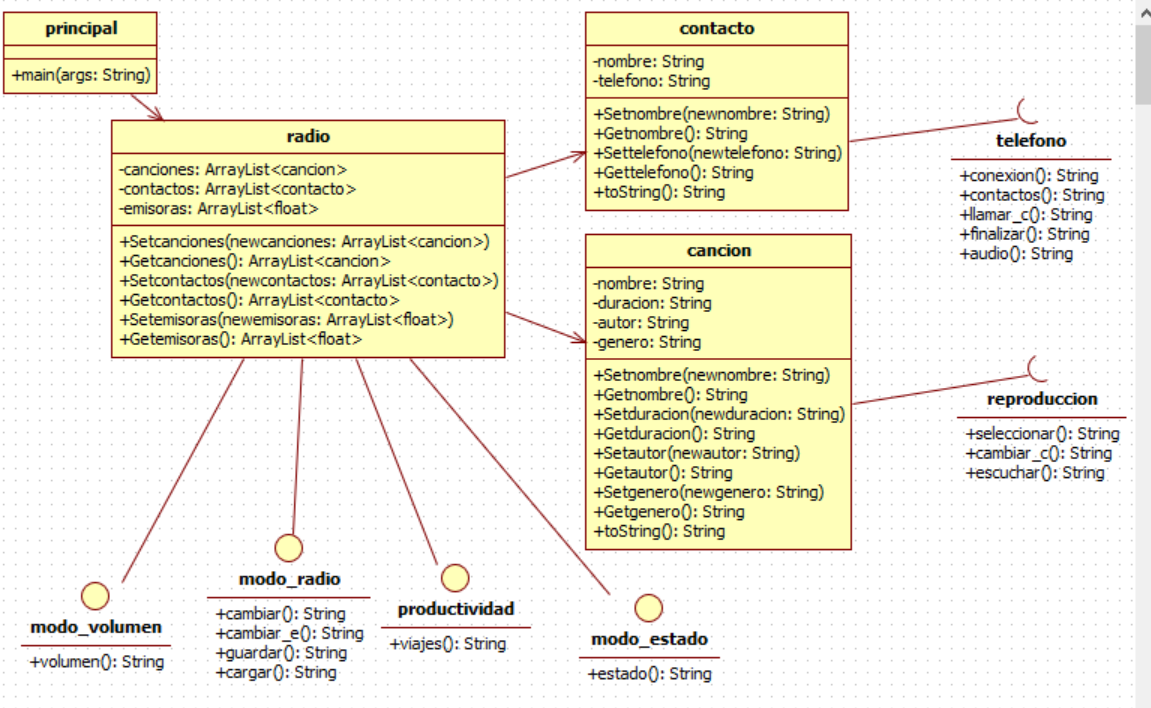 principal
+main(args: String)
radio
-canciones: ArrayList<cancion>
-contactos: ArrayList<contacto>
-emisoras: ArrayList<float>
+Setcanciones(newcanciones: ArrayList<cancion>)
+Getcanciones(): ArrayList<cancion>
+Setcontactos(newcontactos: ArrayList<contacto>)
+Getcontactos(): ArrayList<contacto>
+Setemisoras(newemisoras: ArrayList<float>)
+Getemisoras(): ArrayList<float>
contacto
-nombre: String
-telefono: String
+Setnombre(newnombre: String)
+Getnombre(): String
+Settelefono(newtelefono: String)
+Gettelefono(): String
+toString(): String
telefono
+conexion(): String
+contactos(): String
+llamar_c(): String
+finalizar(): String
+audio(): String
cancion
-nombre: String
-duracion: String
-autor: String
-genero: String
+Setnombre(newnombre: String)
+Getnombre(): String
+Setduracion(newduracion: String)
+Getduracion(): String
+Setautor(newautor: String)
+Getautor(): String
+Setgenero(newgenero: String)
+Getgenero(): String
+toString(): String
reproduccion
+seleccionar(): String
+cambiar_c(): String
+escuchar(): String
modo_volumen
+volumen(): String
modo_radio
+cambiar(): String
+cambiar_e(): String
+guardar(): String
+cargar(): String
productividad
+viajes(): String
modo_estado
+estado(): String